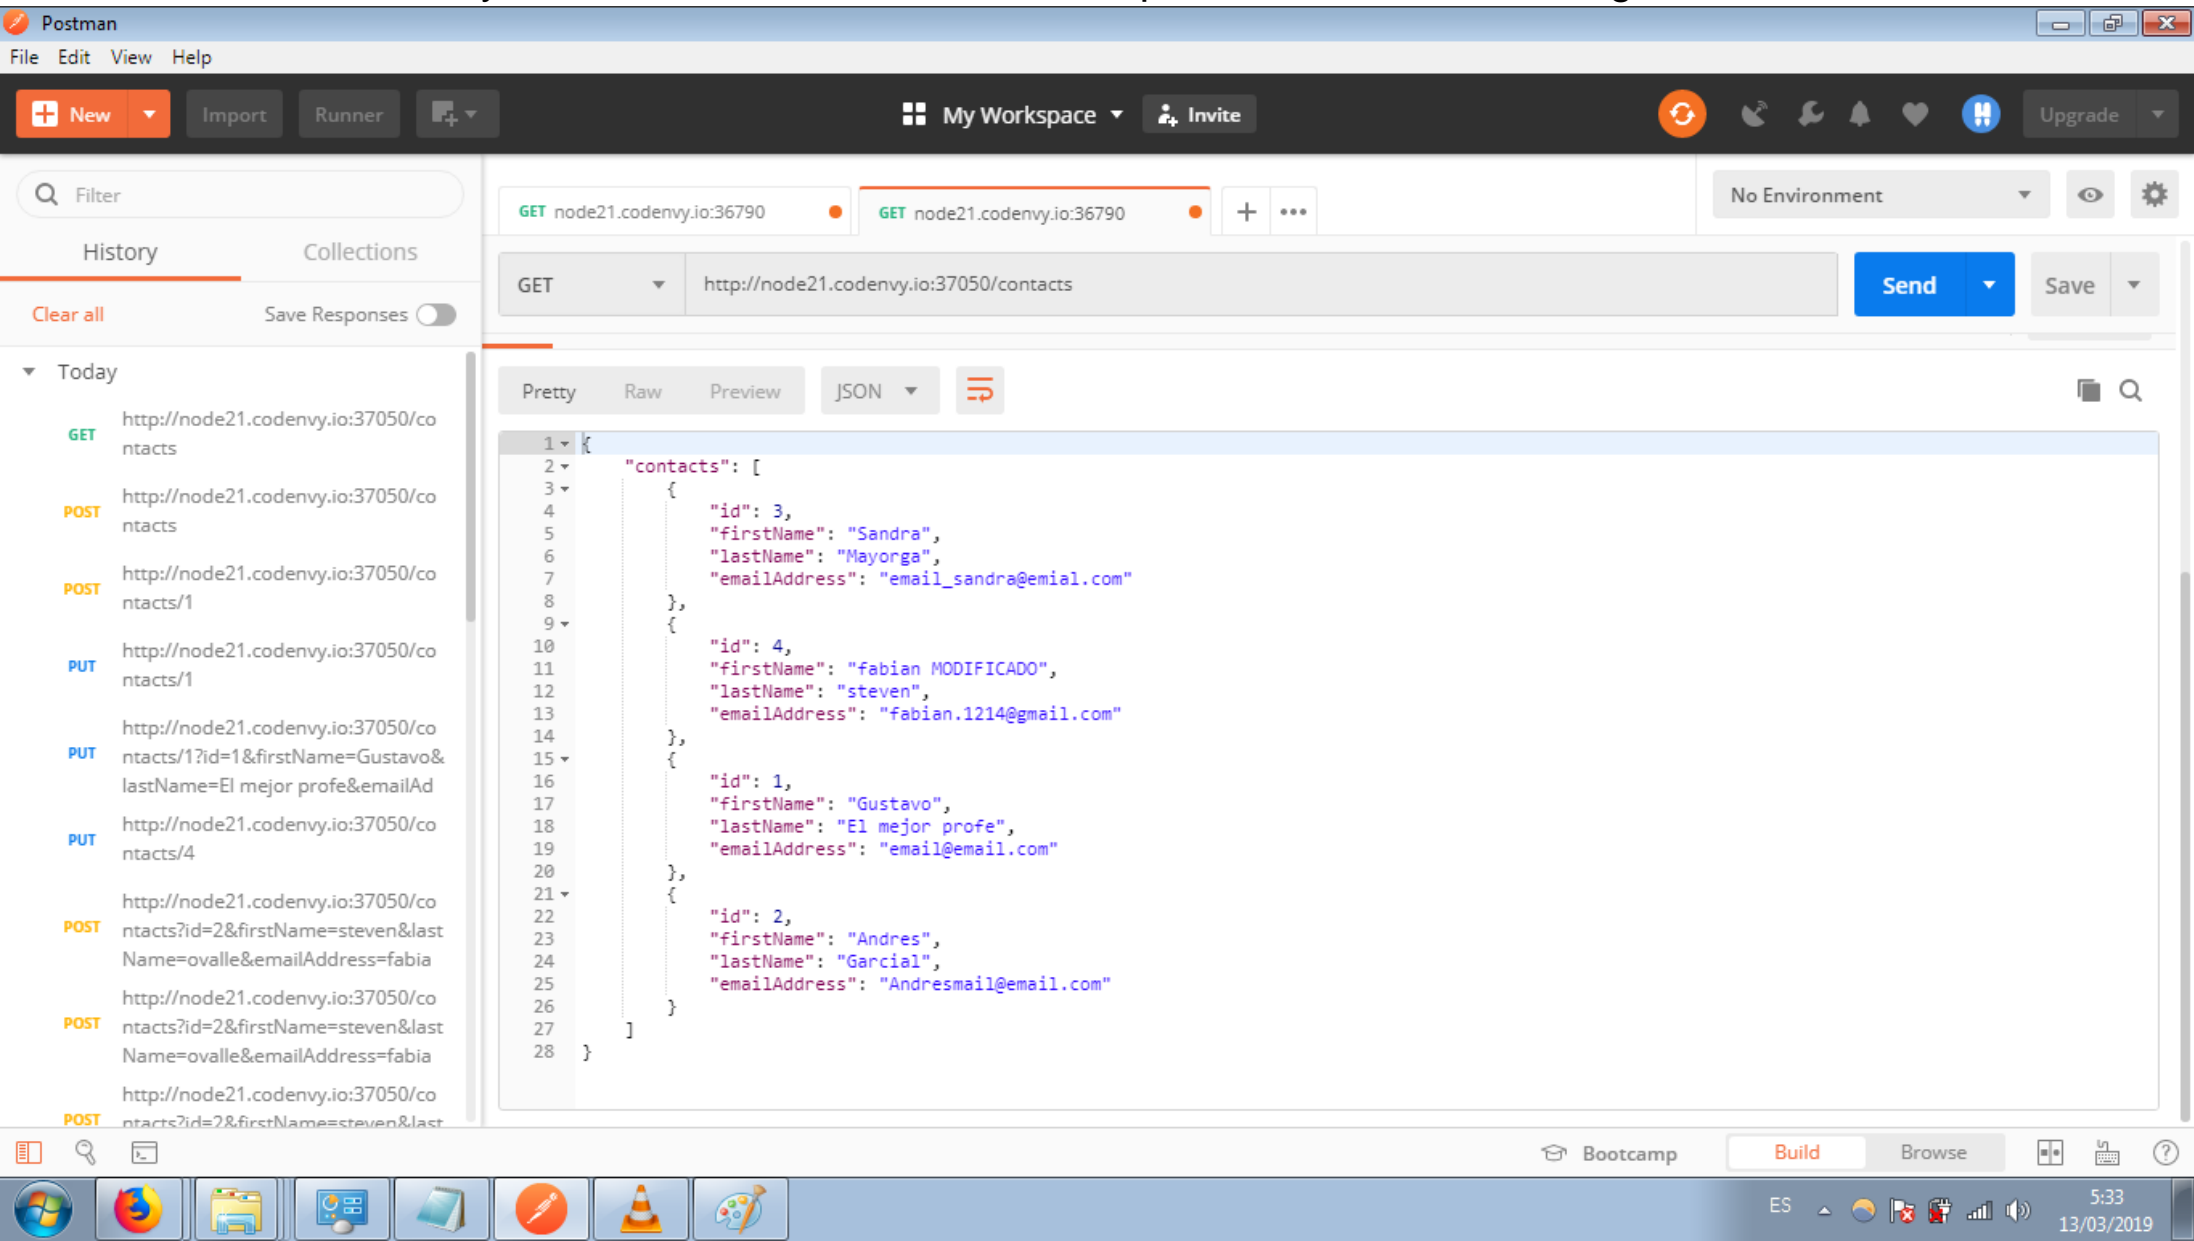 Postman
File Edit View Help
New Import Runner My Workspace Invite Upgrade
Filter
History Collections
Clear all Save Responses
Today
GET http://node21.codenvy.io:37050/co
ntacts
POST http://node21.codenvy.io:37050/co
ntacts
POST http://node21.codenvy.io:37050/co
ntacts/1
PUT http://node21.codenvy.io:37050/co
ntacts/1
PUT http://node21.codenvy.io:37050/co
ntacts/1?id=1&firstName=Gustavo&
lastName=El mejor profe&emailAd
PUT http://node21.codenvy.io:37050/co
ntacts/4
POST http://node21.codenvy.io:37050/co
ntacts?id=2&firstName=steven&last
Name=ovalle&emailAddress=fabia
POST http://node21.codenvy.io:37050/co
ntacts?id=2&firstName=steven&last
Name=ovalle&emailAddress=fabia
POST http://node21.codenvy.io:37050/co
ntacts?id=2&firstName=steven&last
GET node21.codenvy.io:36790 GET node21.codenvy.io:36790 + •••
No Environment
GET http://node21.codenvy.io:37050/contacts Send Save
Pretty Raw Preview JSON
1 {
2 "contacts": [
3 {
4 "id": 3,
5 "firstName": "Sandra",
6 "lastName": "Mayorga",
7 "emailAddress": "email_sandra@emial.com"
8 },
9 {
10 "id": 4,
11 "firstName": "fabian MODIFICADO",
12 "lastName": "steven",
13 "emailAddress": "fabian.1214@gmail.com"
14 },
15 {
16 "id": 1,
17 "firstName": "Gustavo",
18 "lastName": "El mejor profe",
19 "emailAddress": "email@email.com"
20 },
21 {
22 "id": 2,
23 "firstName": "Andres",
24 "lastName": "Garcial",
25 "emailAddress": "Andresmail@email.com"
26 }
27 ]
28 }
Bootcamp Build Browse
ES 5:33
13/03/2019